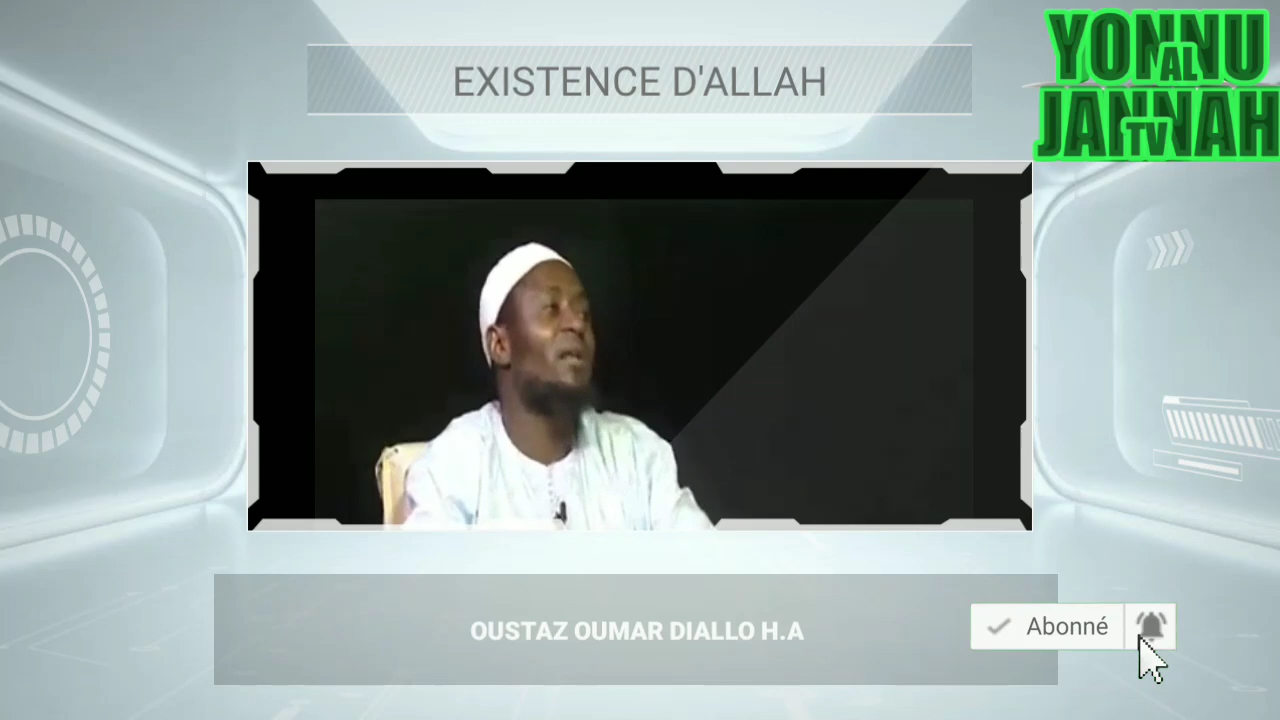 EXISTENCE D'ALLAH
YONNU
AL
JANNAH
TV
OUSTAZ OUMAR DIALLO H.A
Abonné